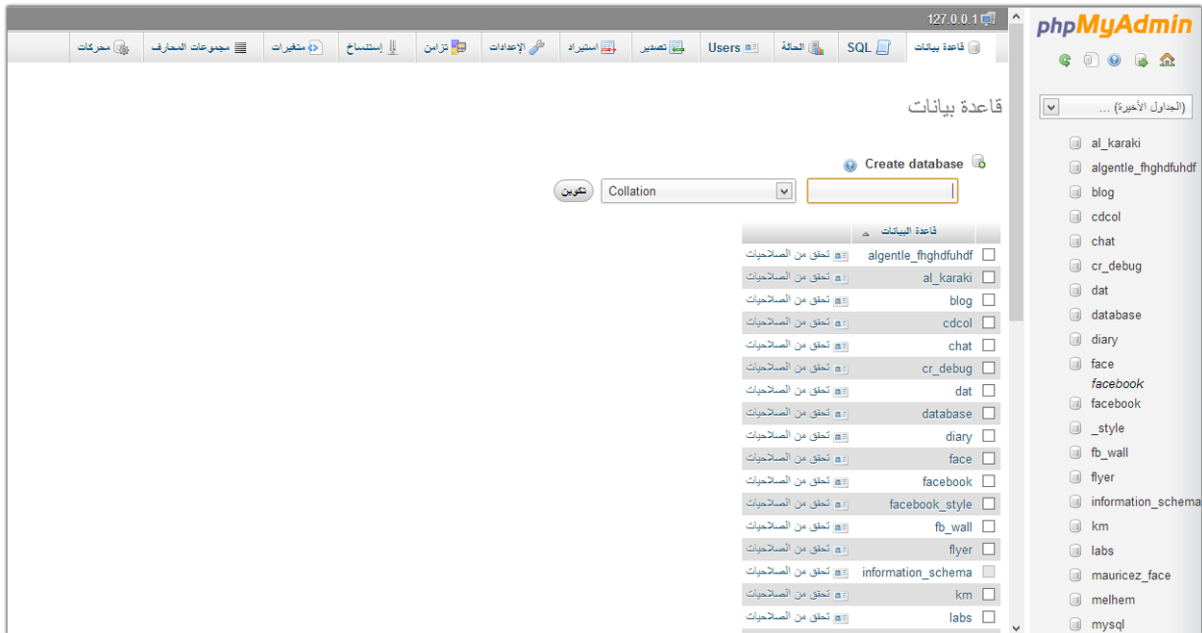 127.0.0.1
قاعدة بيانات
SQL
الحالة
Users
تصدير
استيراد
الإعدادات
تزامن
إستنساخ
متغيرات
مجموعات المحارف
محركات
قاعدة بيانات
Create database
Collation
تكوين
قاعدة البيانات
algentle_fhghdfuhdf تحقق من الصلاحيات
al_karaki تحقق من الصلاحيات
blog تحقق من الصلاحيات
cdcol تحقق من الصلاحيات
chat تحقق من الصلاحيات
cr_debug تحقق من الصلاحيات
dat تحقق من الصلاحيات
database تحقق من الصلاحيات
diary تحقق من الصلاحيات
face تحقق من الصلاحيات
facebook تحقق من الصلاحيات
facebook_style تحقق من الصلاحيات
fb_wall تحقق من الصلاحيات
flyer تحقق من الصلاحيات
information_schema تحقق من الصلاحيات
km تحقق من الصلاحيات
labs تحقق من الصلاحيات
phpMyAdmin
(الجداول الأخيرة) ...
al_karaki
algentle_fhghdfuhdf
blog
cdcol
chat
cr_debug
dat
database
diary
face
facebook
facebook
_style
fb_wall
flyer
information_schema
km
labs
mauricez_face
melhem
mysql